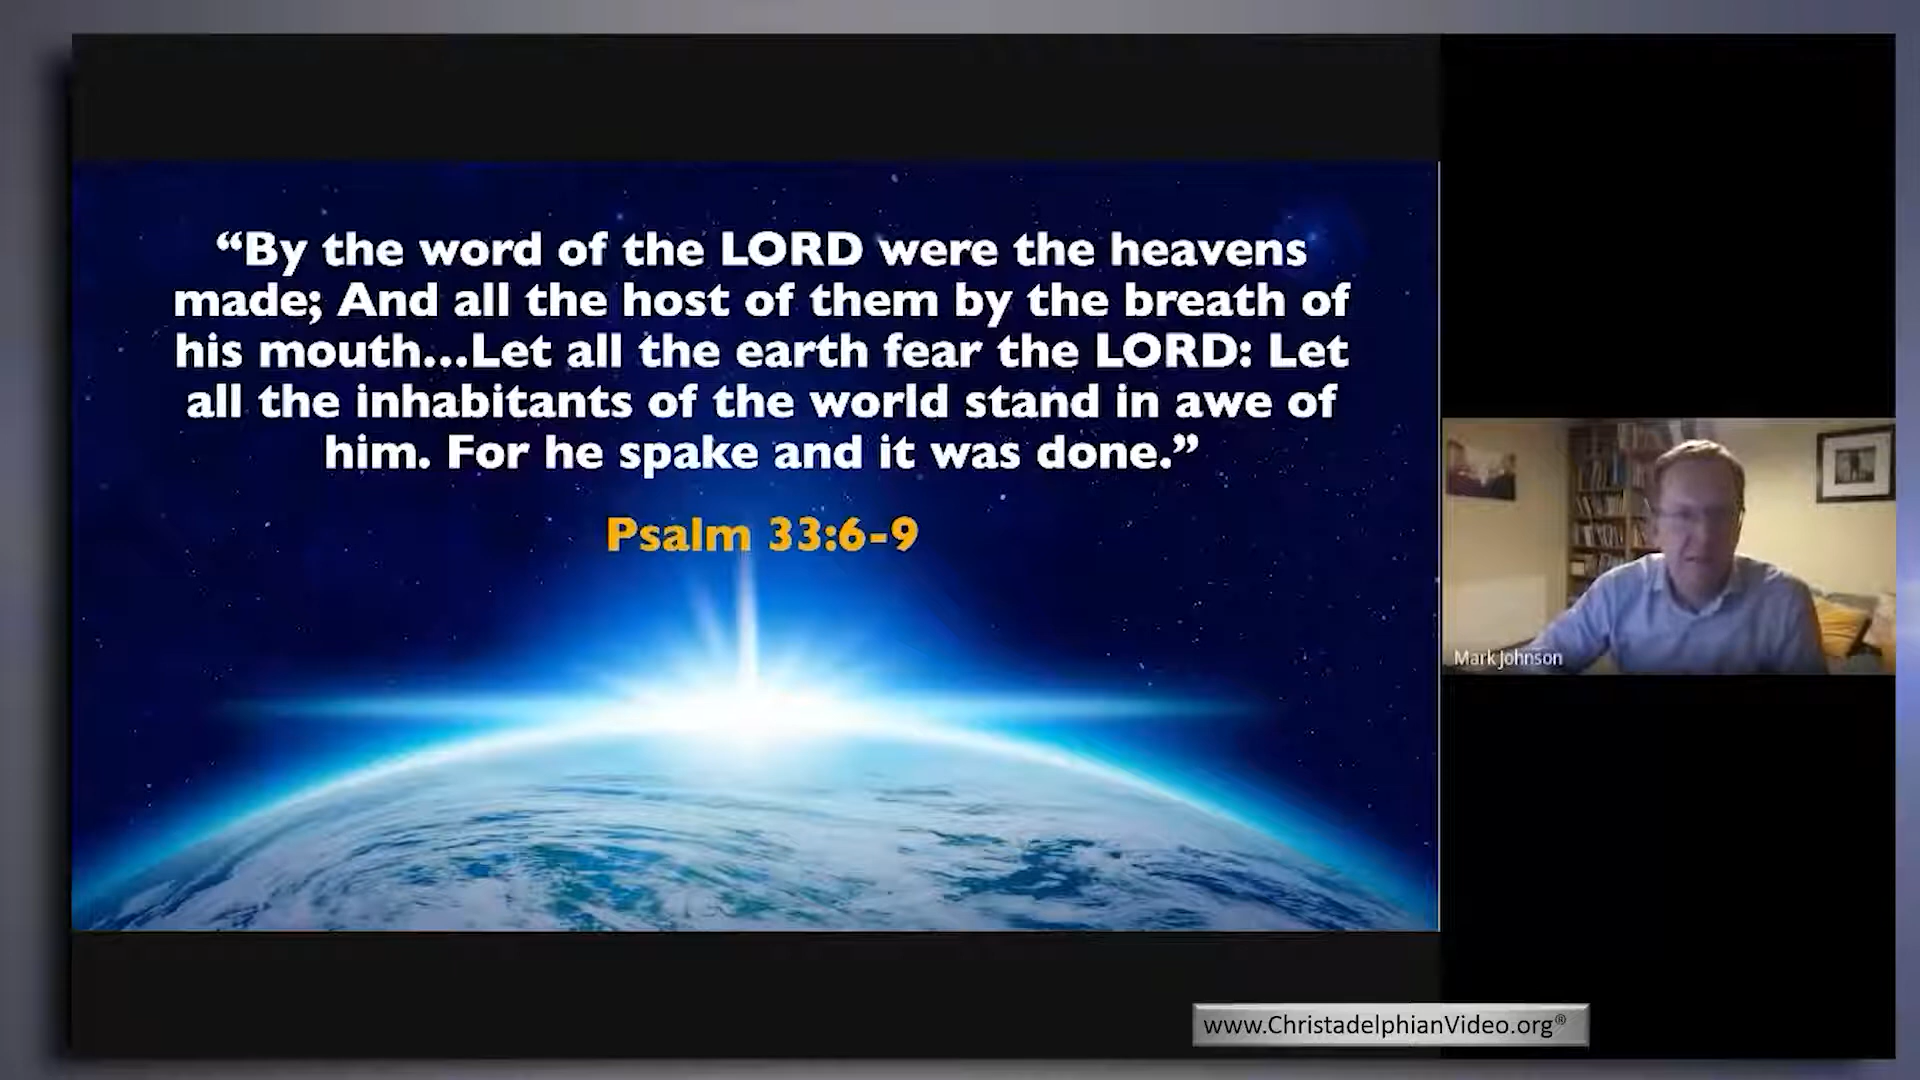 “By the word of the LORD were the heavens
made; And all the host of them by the breath of
his mouth...Let all the earth fear the LORD: Let
all the inhabitants of the world stand in awe of
him. For he spake and it was done.”
Psalm 33:6-9
Mark Johnson
www.ChristadelphianVideo.org®